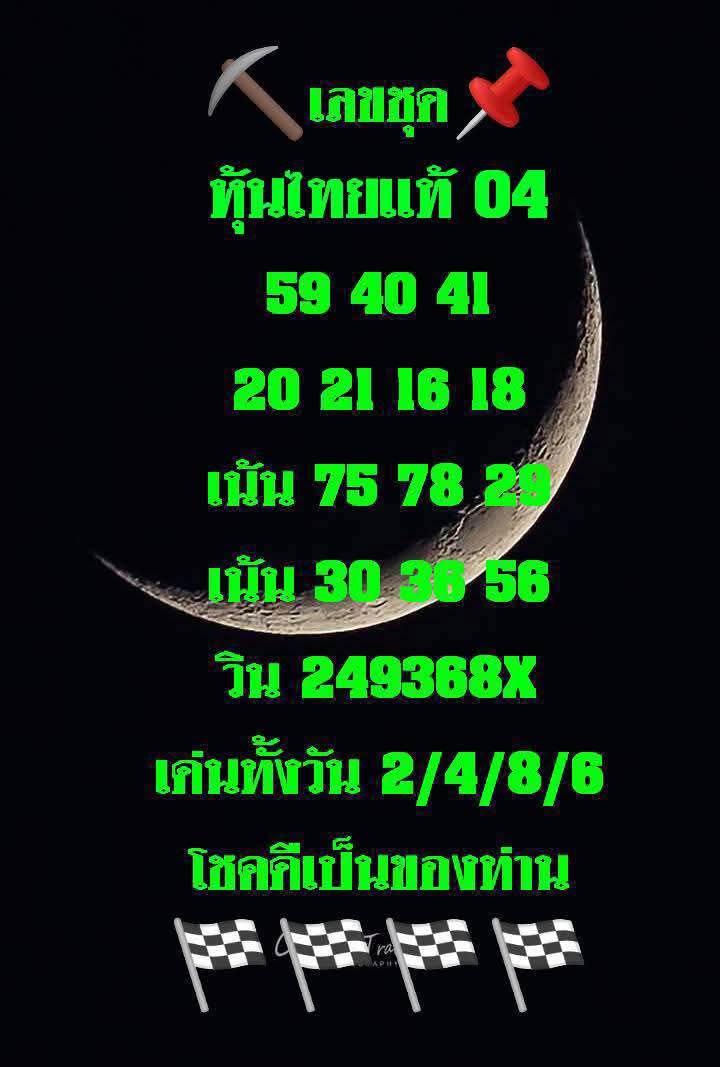 เลขชุด
หุ้นไทยแท้ 04
59 40 41
20 21 16 18
เน้น 75 78 29
เน้น 30 36 56
วิน 249368X
เด่นทั้งวัน 2/4/8/6
โชคดีเป็นของท่าน